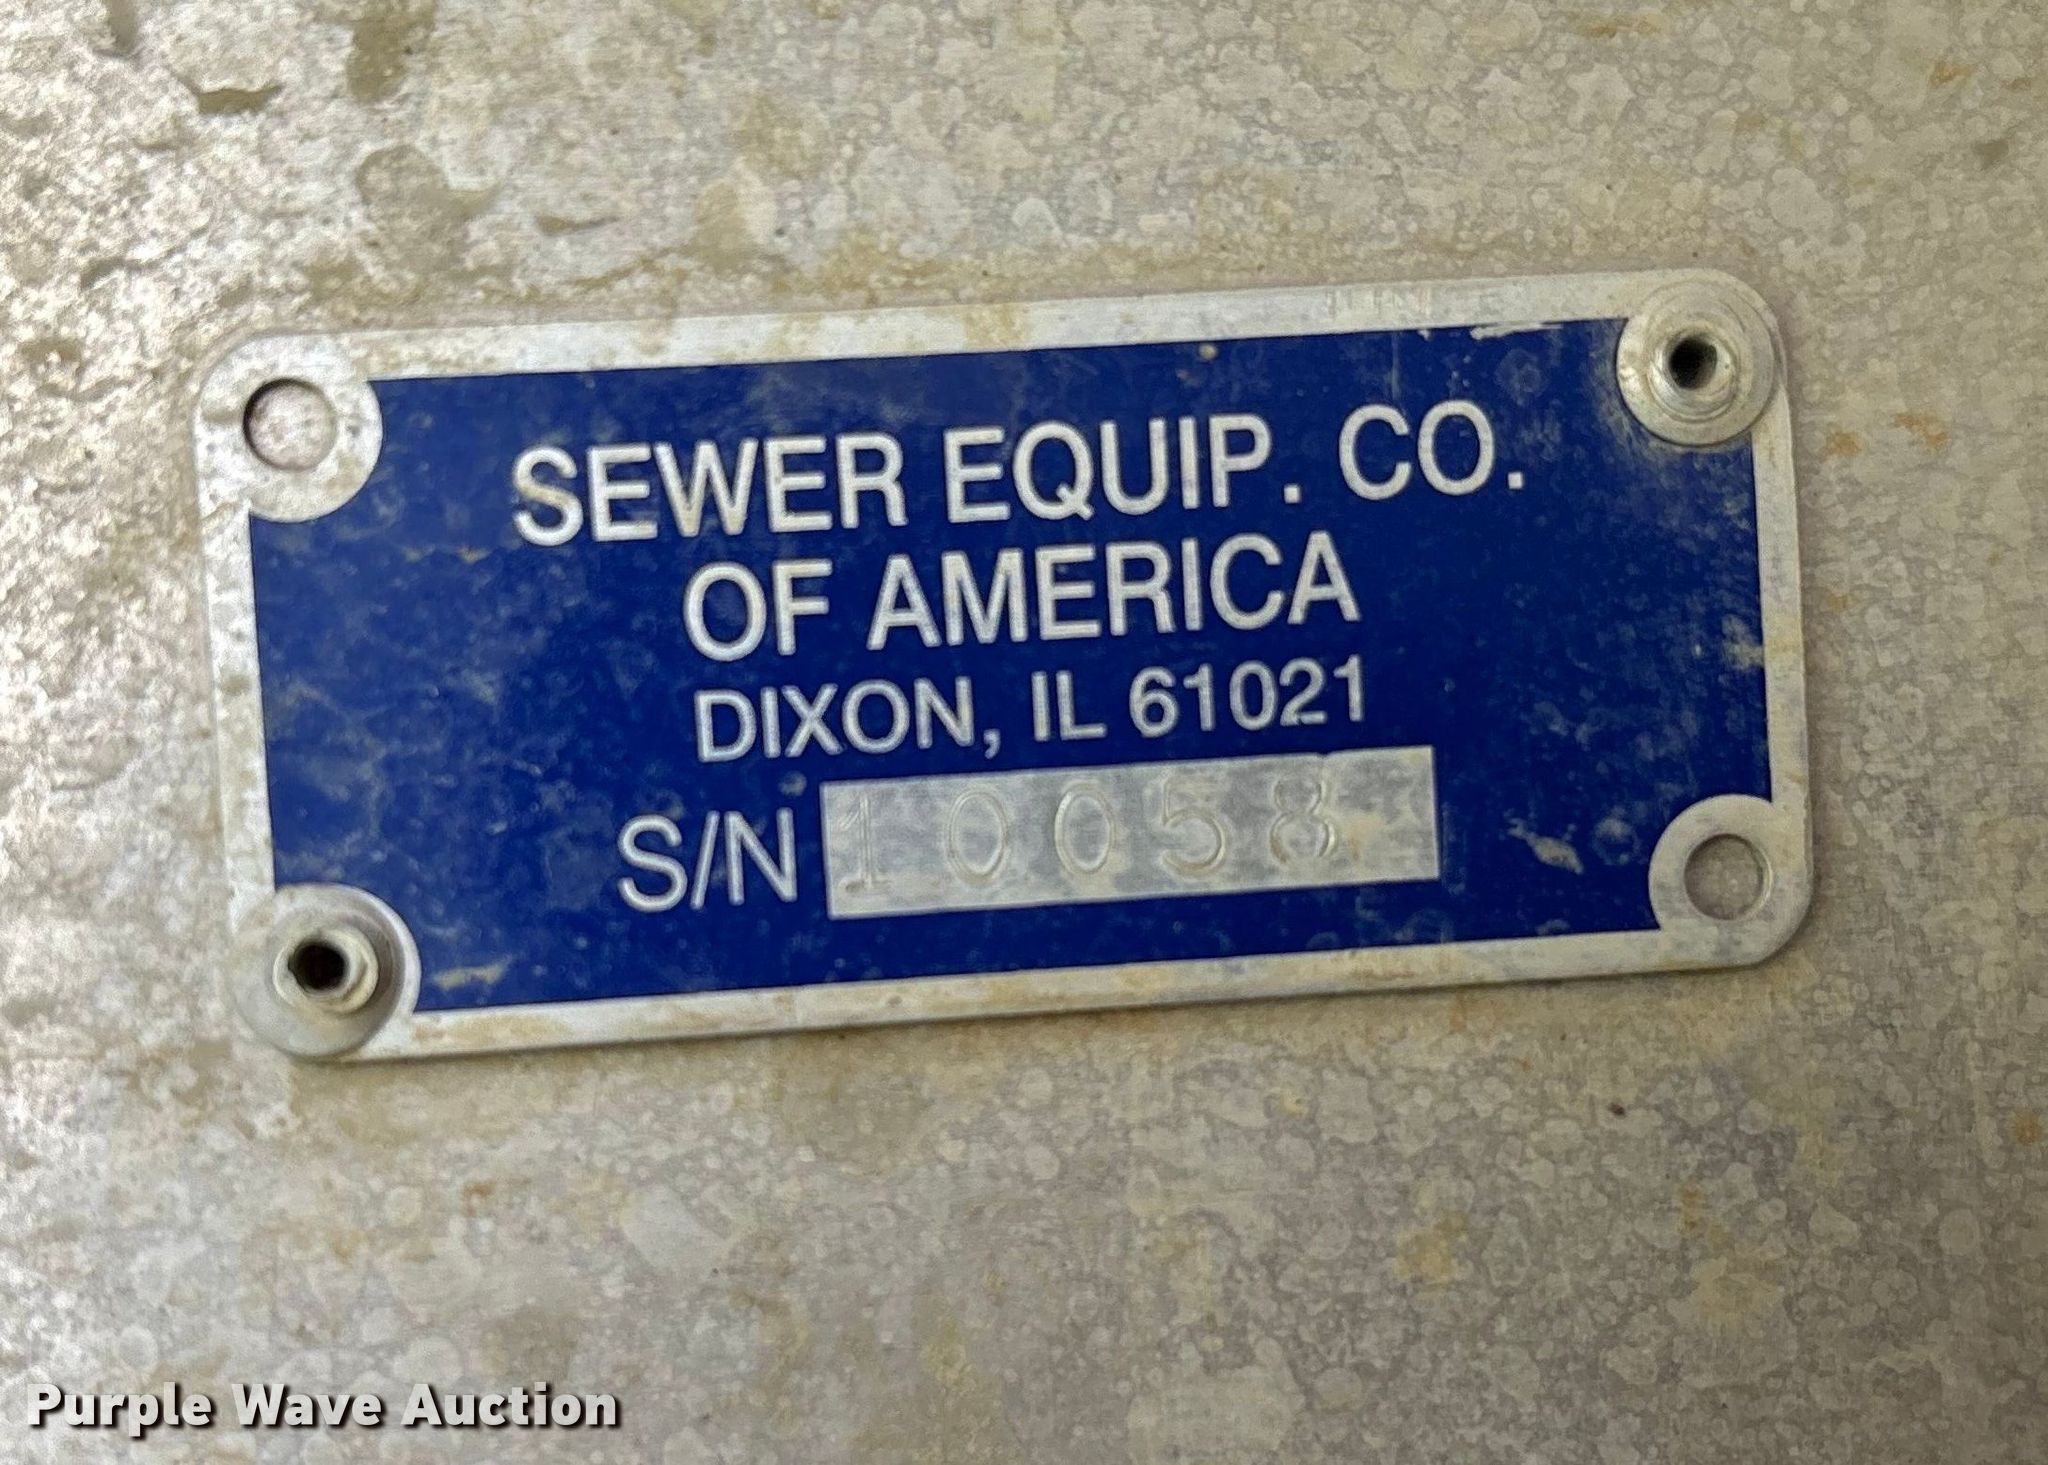 SEWER EQUIP. CO.
OF AMERICA
DIXON, IL 61021
S/N 10058
Purple Wave Auction